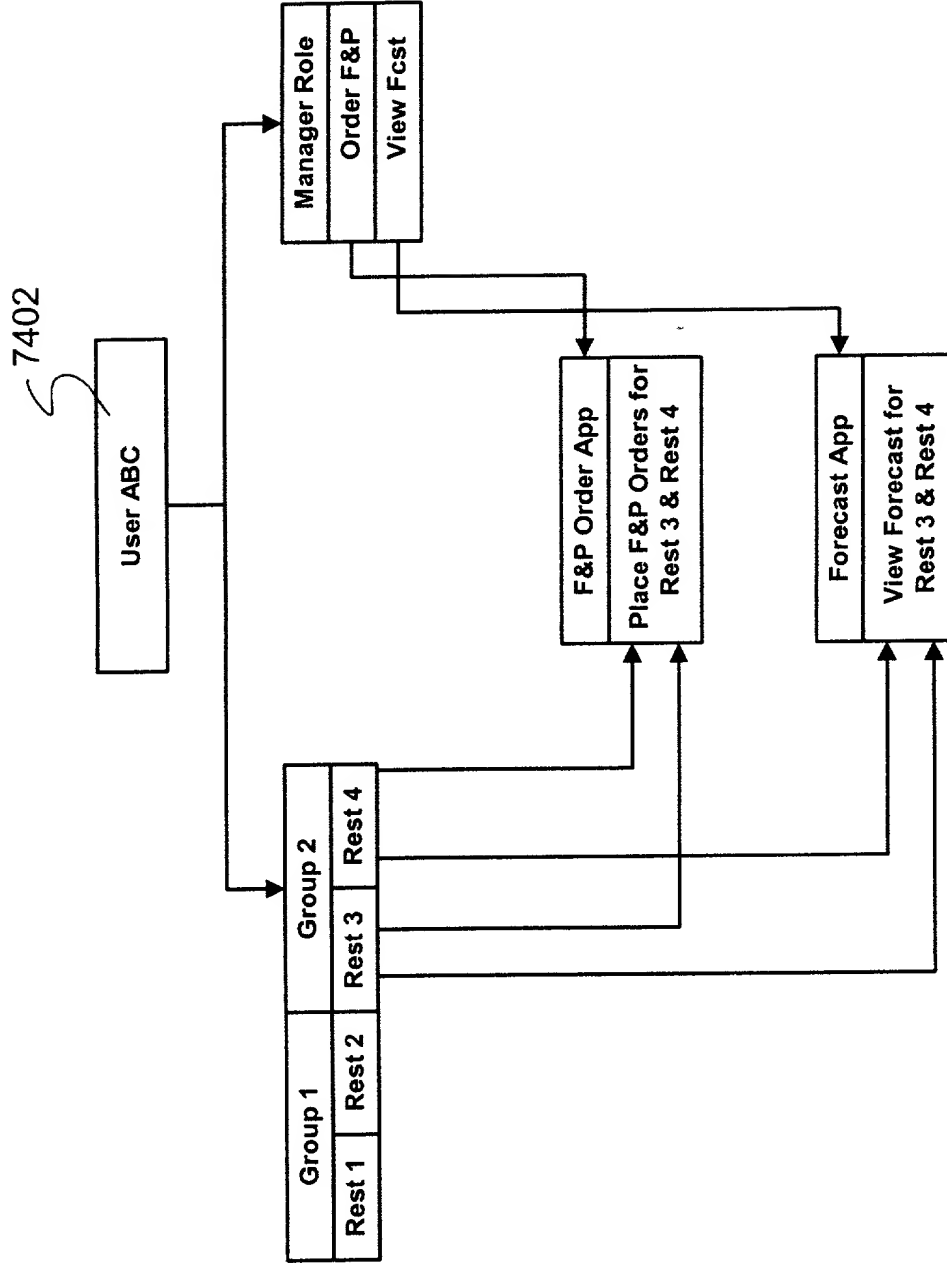 7402
User ABC
Manager Role
Order F&P
View Fcst
Group 1
Group 2
Rest 1
Rest 2
Rest 3
Rest 4
F&P Order App
Place F&P Orders for
Rest 3 & Rest 4
Forecast App
View Forecast for
Rest 3 & Rest 4